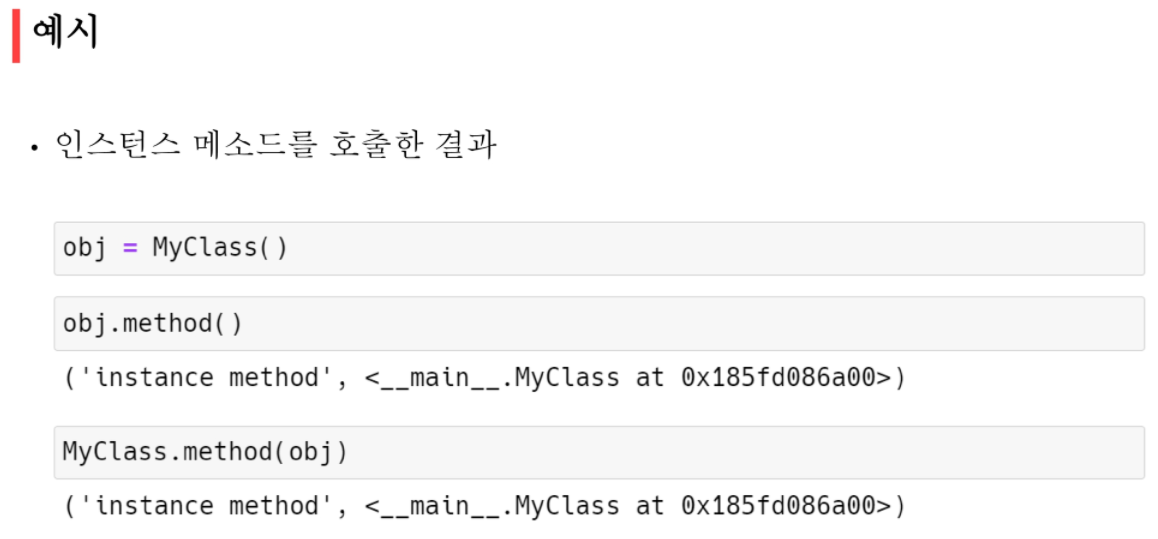 예시
• 인스턴스 메소드를 호출한 결과
obj = MyClass()
obj.method()
('instance method', <__main__.MyClass at 0x185fd086a00>)
MyClass.method(obj)
('instance method', <__main__.MyClass at 0x185fd086a00>)